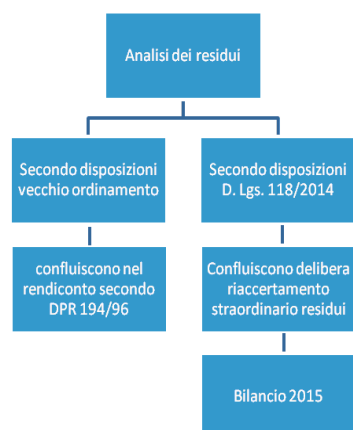 Analisi dei residui
Secondo disposizioni
vecchio ordinamento
Secondo disposizioni
D. Lgs. 118/2014
confluiscono nel
rendiconto secondo
DPR 194/96
Confluiscono delibera
riaccertamento
straordinario residui
Bilancio 2015